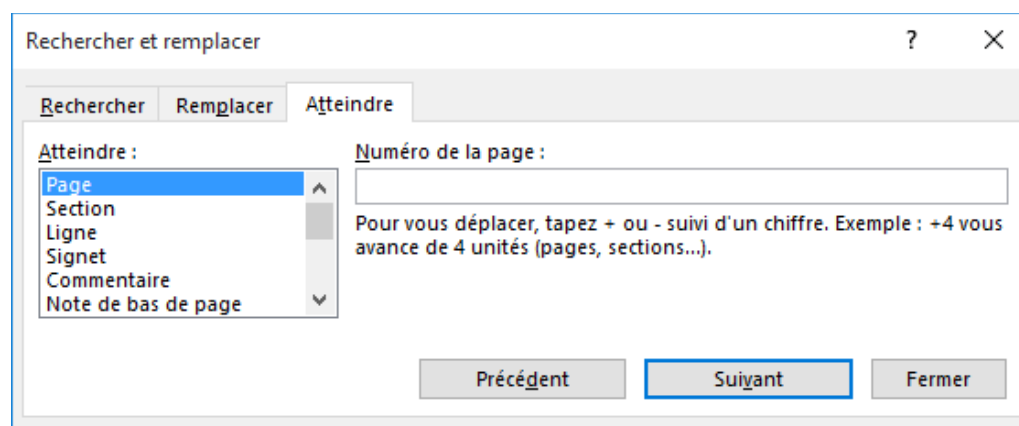 Rechercher et remplacer ?
Rechercher Remplacer Atteindre
Atteindre : Numéro de la page :
Page
Section
Ligne
Signet
Commentaire
Note de bas de page
Pour vous déplacer, tapez + ou - suivi d'un chiffre. Exemple : +4 vous
avance de 4 unités (pages, sections...).
Précédent Suivant Fermer